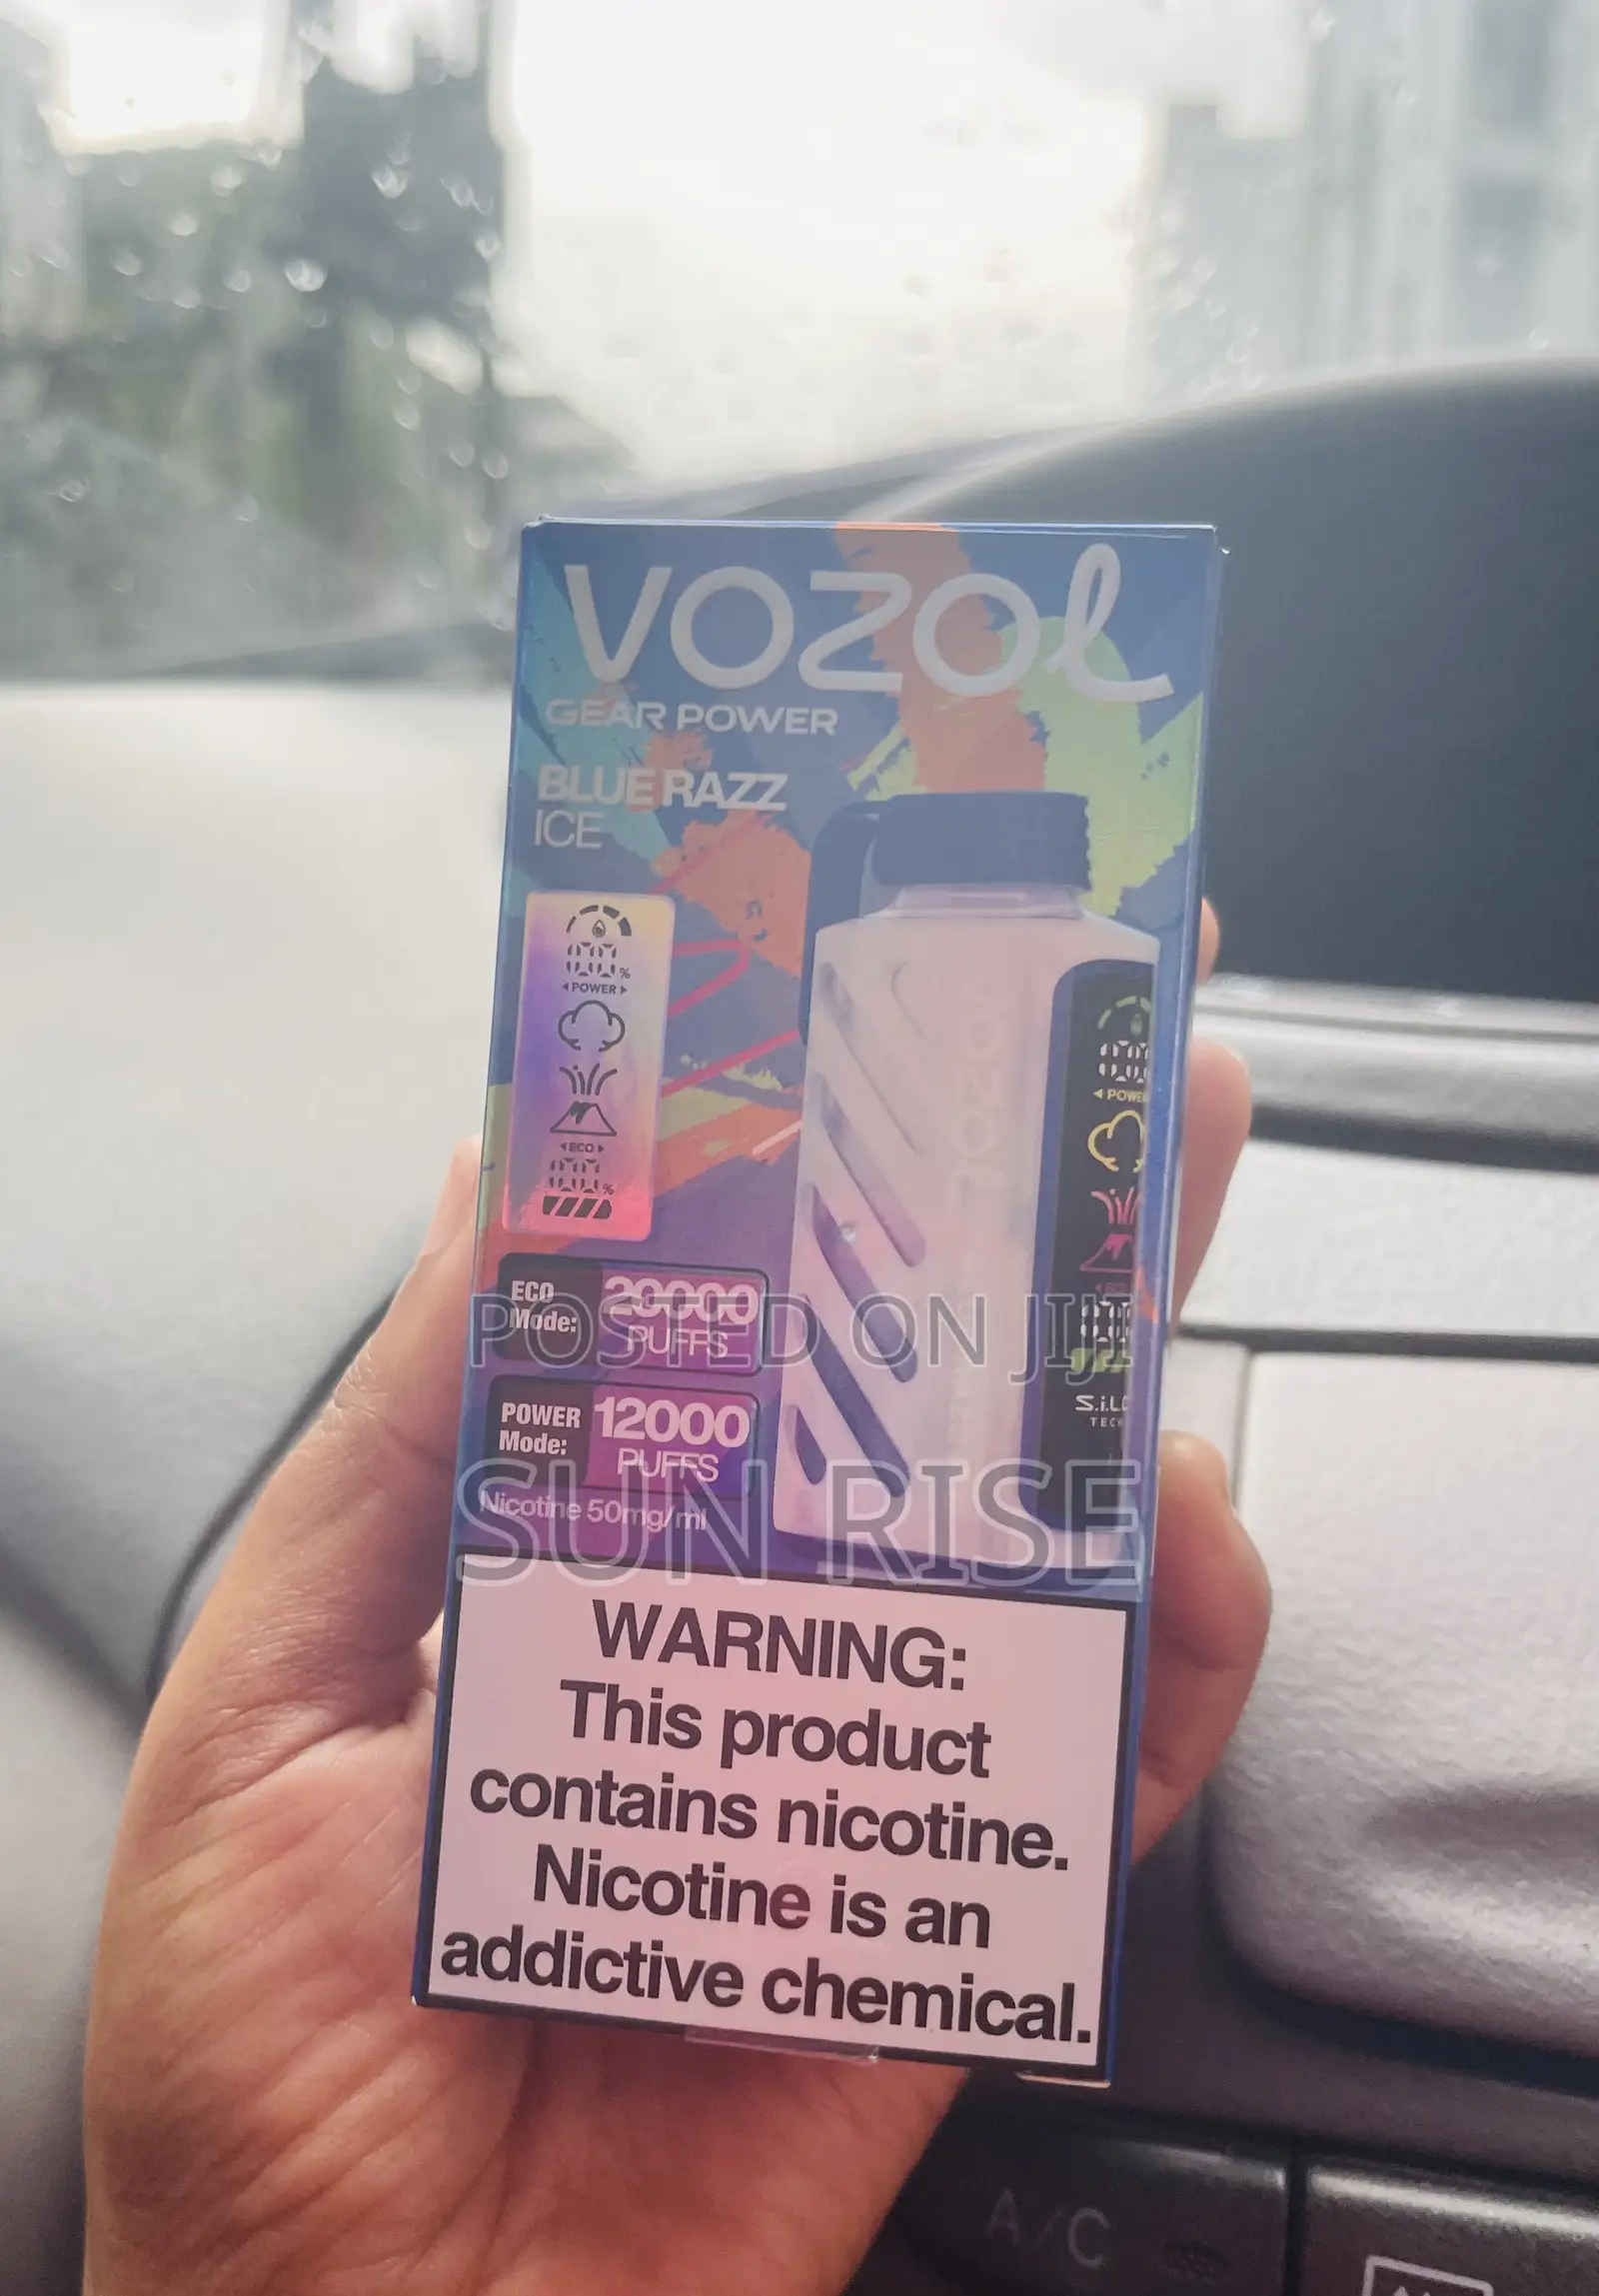 VOZOL
GEAR POWER
BLUE RAZZ
ICE
%
POWER
ECO
%
ECO
Mode:
20000
PUFFS
POWER
Mode:
12000
PUFFS
Nicotine 50mg/ml
POSTED ON JIJI
SUN RISE
WARNING:
This product
contains nicotine.
Nicotine is an
addictive chemical.
A/C